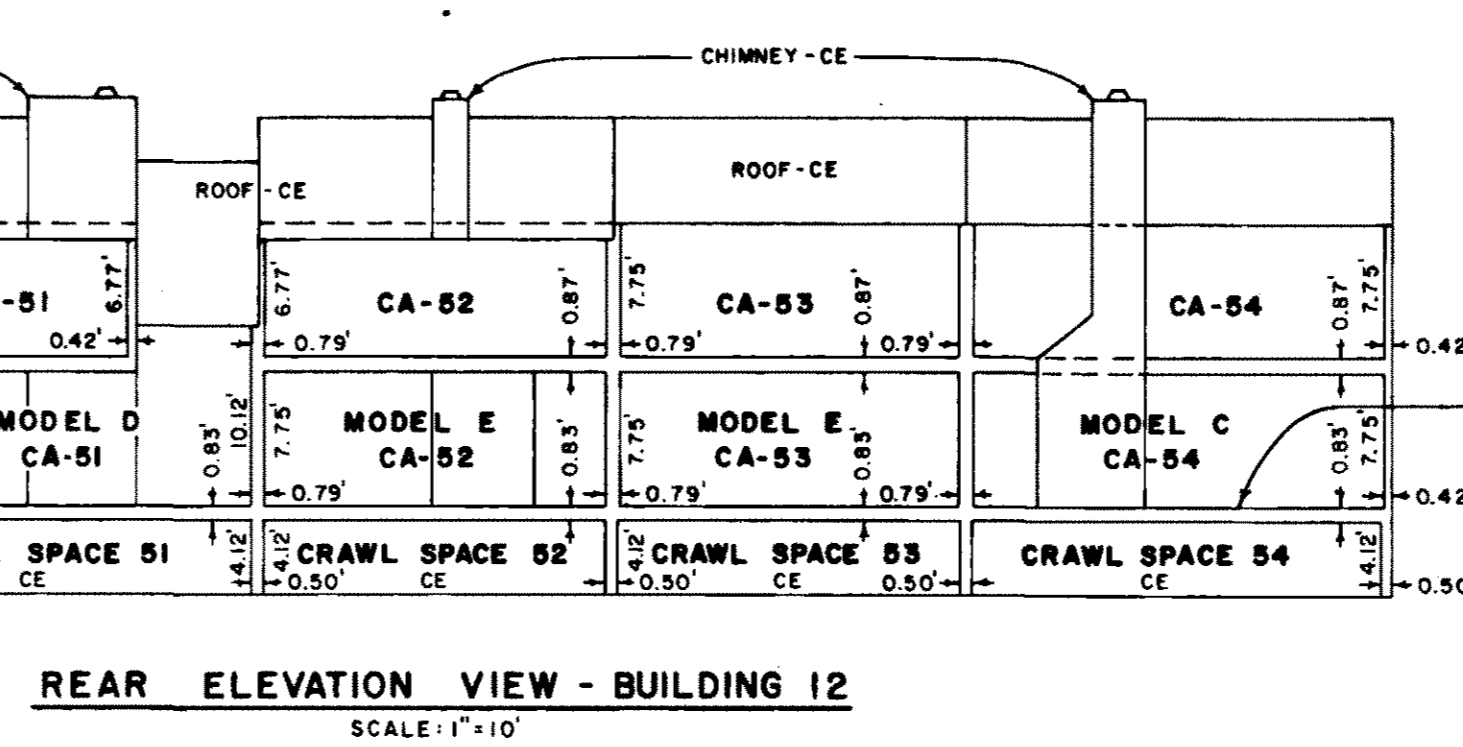 CHIMNEY-CE
ROOF-CE
ROOF-CE
-51
6.77'
0.42'
6.77'
CA-52
0.87'
0.79'
7.75'
CA-53
0.87'
0.79'
0.79'
CA-54
0.87'
7.75'
0.42
MODEL D
CA-51
0.83'
10.12'
7.75'
MODEL E
CA-52
0.83'
0.79'
7.75'
MODEL E
CA-53
0.83'
0.79'
0.79'
MODEL C
CA-54
0.83'
7.75'
0.42
SPACE 51
CE
4.12'
4.12'
CRAWL SPACE 52
0.50'
CE
4.12'
CRAWL SPACE 53
0.50'
CE
0.50'
CRAWL SPACE 54
CE
4.12'
0.50
REAR ELEVATION VIEW - BUILDING 12
SCALE: 1"=10'